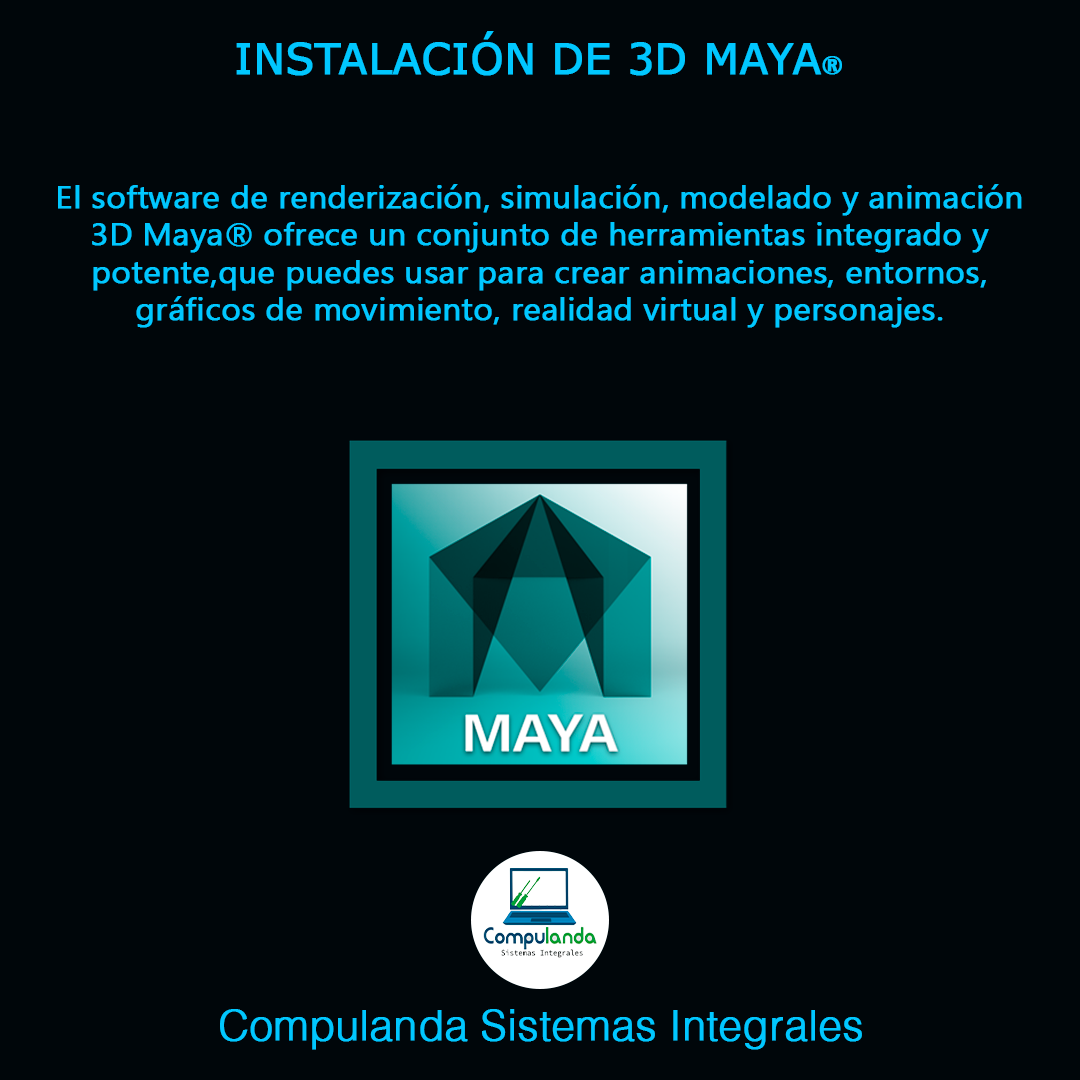 INSTALACIÓN DE 3D MAYA®
El software de renderización, simulación, modelado y animación
3D Maya® ofrece un conjunto de herramientas integrado y
potente,que puedes usar para crear animaciones, entornos,
gráficos de movimiento, realidad virtual y personajes.
MAYA
Compulanda
Sistemas Integrales
Compulanda Sistemas Integrales